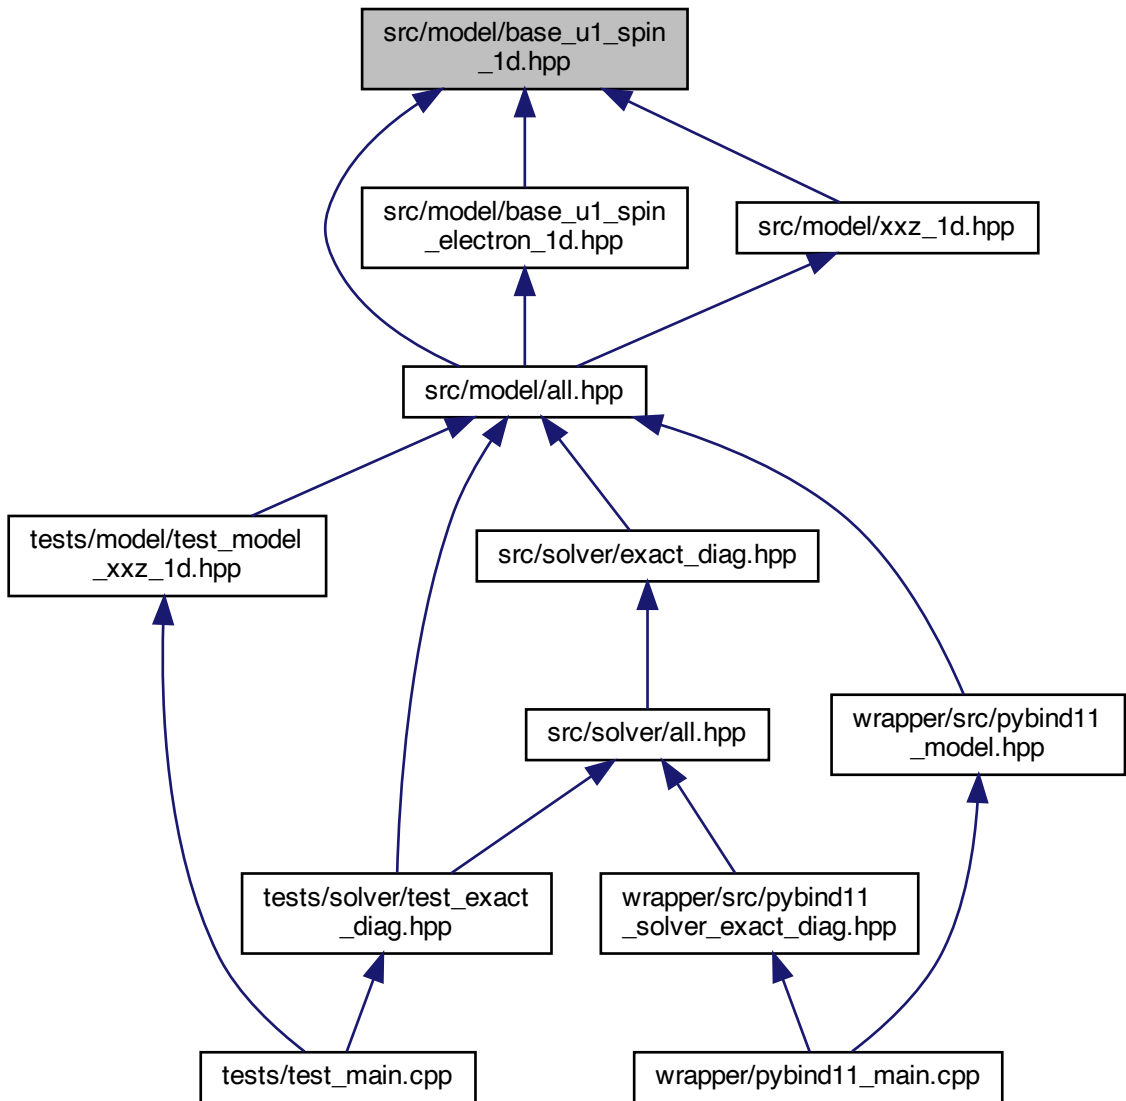 src/model/base_u1_spin
_1d.hpp
src/model/base_u1_spin
_electron_1d.hpp
src/model/xxz_1d.hpp
src/model/all.hpp
tests/model/test_model
_xxz_1d.hpp
src/solver/exact_diag.hpp
wrapper/src/pybind11
_model.hpp
src/solver/all.hpp
tests/solver/test_exact
_diag.hpp
wrapper/src/pybind11
_solver_exact_diag.hpp
tests/test_main.cpp
wrapper/pybind11_main.cpp